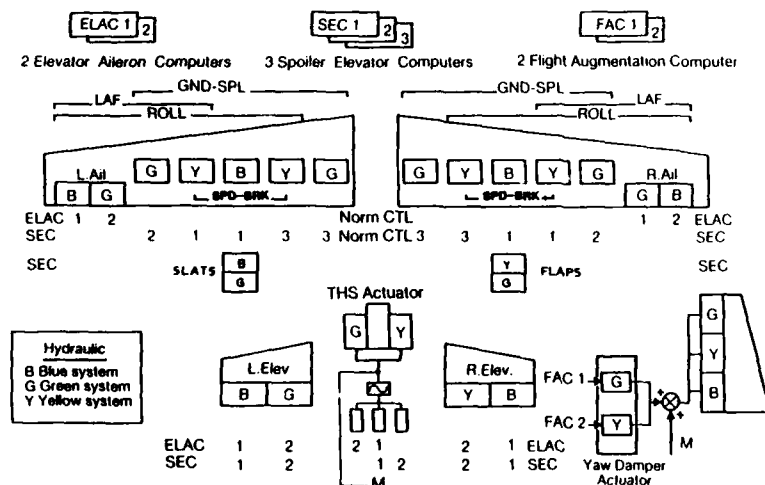 ELAC 1 2 SEC 1 2 3 FAC 1 2
2 Elevator Aileron Computers 3 Spoiler Elevator Computers 2 Flight Augmentation Computer
GND-SPL GND-SPL
LAF LAF
ROLL ROLL
L.Ail G Y B Y G G Y B Y G R.Ail
B G SPD-BRK SPD-BRK G B
ELAC 1 2 Norm CTL 1 2 ELAC
SEC 2 1 1 3 3 Norm CTL 3 3 1 1 2 SEC
SEC SLATS B G Y G FLAPS SEC
THS Actuator
G Y
Hydraulic
B Blue system
G Green system
Y Yellow system
L.Elev
B G
R.Elev.
Y B
FAC 1 G
FAC 2 Y
+ +
M
G
Y
B
ELAC 1 2 2 1 2 1 ELAC
SEC 1 2 1 2 2 1 SEC
M
Yaw Damper
Actuator